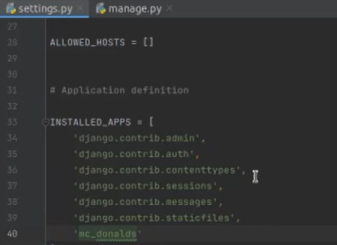 settings.py
manage.py
27
28 ALLOWED_HOSTS = []
29
30
31 # Application definition
32
33 INSTALLED_APPS = [
34 'django.contrib.admin',
35 'django.contrib.auth',
36 'django.contrib.contenttypes',
37 'django.contrib.sessions',
38 'django.contrib.messages',
39 'django.contrib.staticfiles',
40 'mc_donalds'